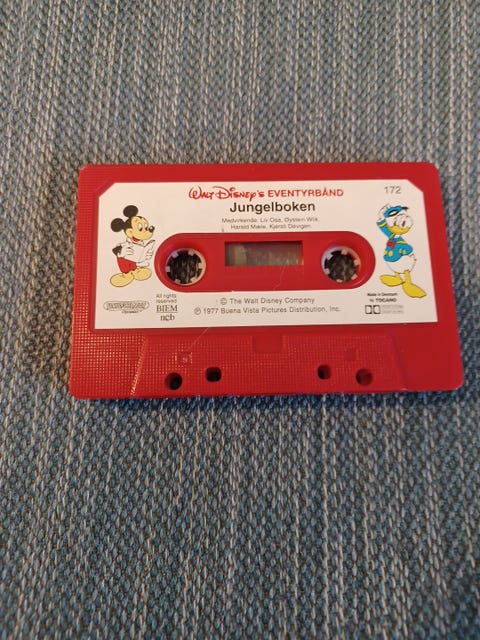 WALT DISNEY'S EVENTYRBÅND
172
Jungelboken
Medvirkende: Liv Osa, Øystein Wiik,
Harald Mæle, Kjersti Døvigen.
All rights
reserved
BIEM
ncb
© The Walt Disney Company
℗ 1977 Buena Vista Pictures Distribution, Inc.
Made in Denmark
by TOCANO